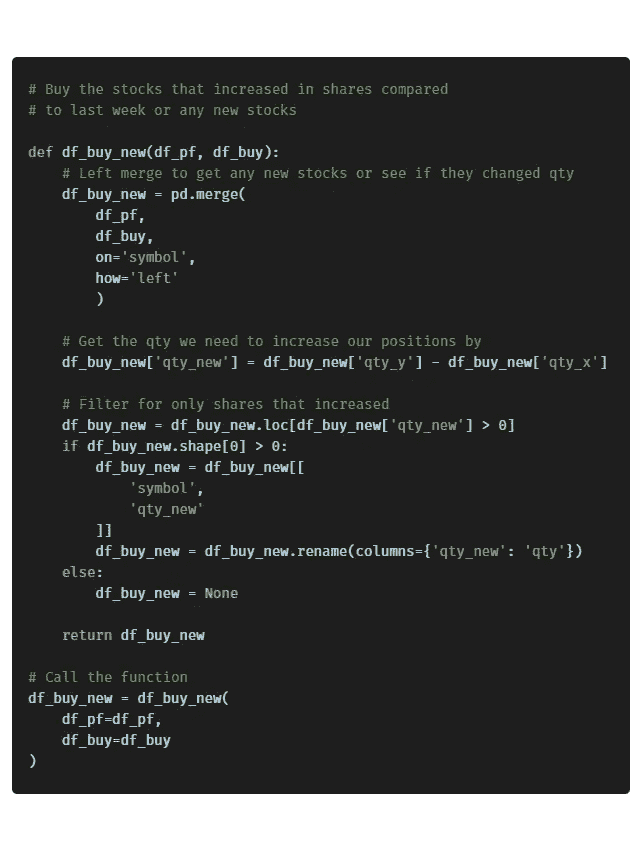 # Buy the stocks that increased in shares compared
# to last week or any new stocks

def df_buy_new(df_pf, df_buy):
    # Left merge to get any new stocks or see if they changed qty
    df_buy_new = pd.merge(
        df_pf,
        df_buy,
        on='symbol',
        how='left'
        )

    # Get the qty we need to increase our positions by
    df_buy_new['qty_new'] = df_buy_new['qty_y'] - df_buy_new['qty_x']

    # Filter for only shares that increased
    df_buy_new = df_buy_new.loc[df_buy_new['qty_new'] > 0]
    if df_buy_new.shape[0] > 0:
        df_buy_new = df_buy_new[[
            'symbol',
            'qty_new'
        ]]
        df_buy_new = df_buy_new.rename(columns={'qty_new': 'qty'})
    else:
        df_buy_new = None

    return df_buy_new

# Call the function
df_buy_new = df_buy_new(
    df_pf=df_pf,
    df_buy=df_buy
)